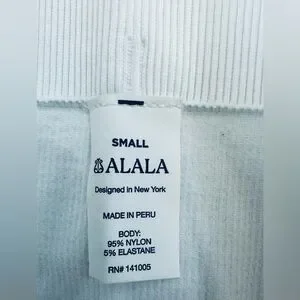 SMALL
ALALA
Designed in New York
MADE IN PERU
BODY:
95% NYLON
5% ELASTANE
RN# 141005